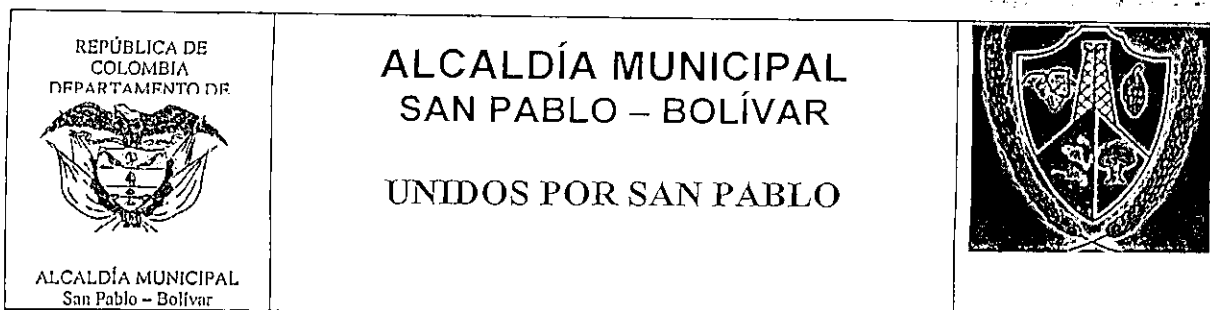 REPÚBLICA DE
COLOMBIA
DEPARTAMENTO DE
ALCALDÍA MUNICIPAL
San Pablo – Bolívar
ALCALDÍA MUNICIPAL
SAN PABLO – BOLÍVAR
UNIDOS POR SAN PABLO